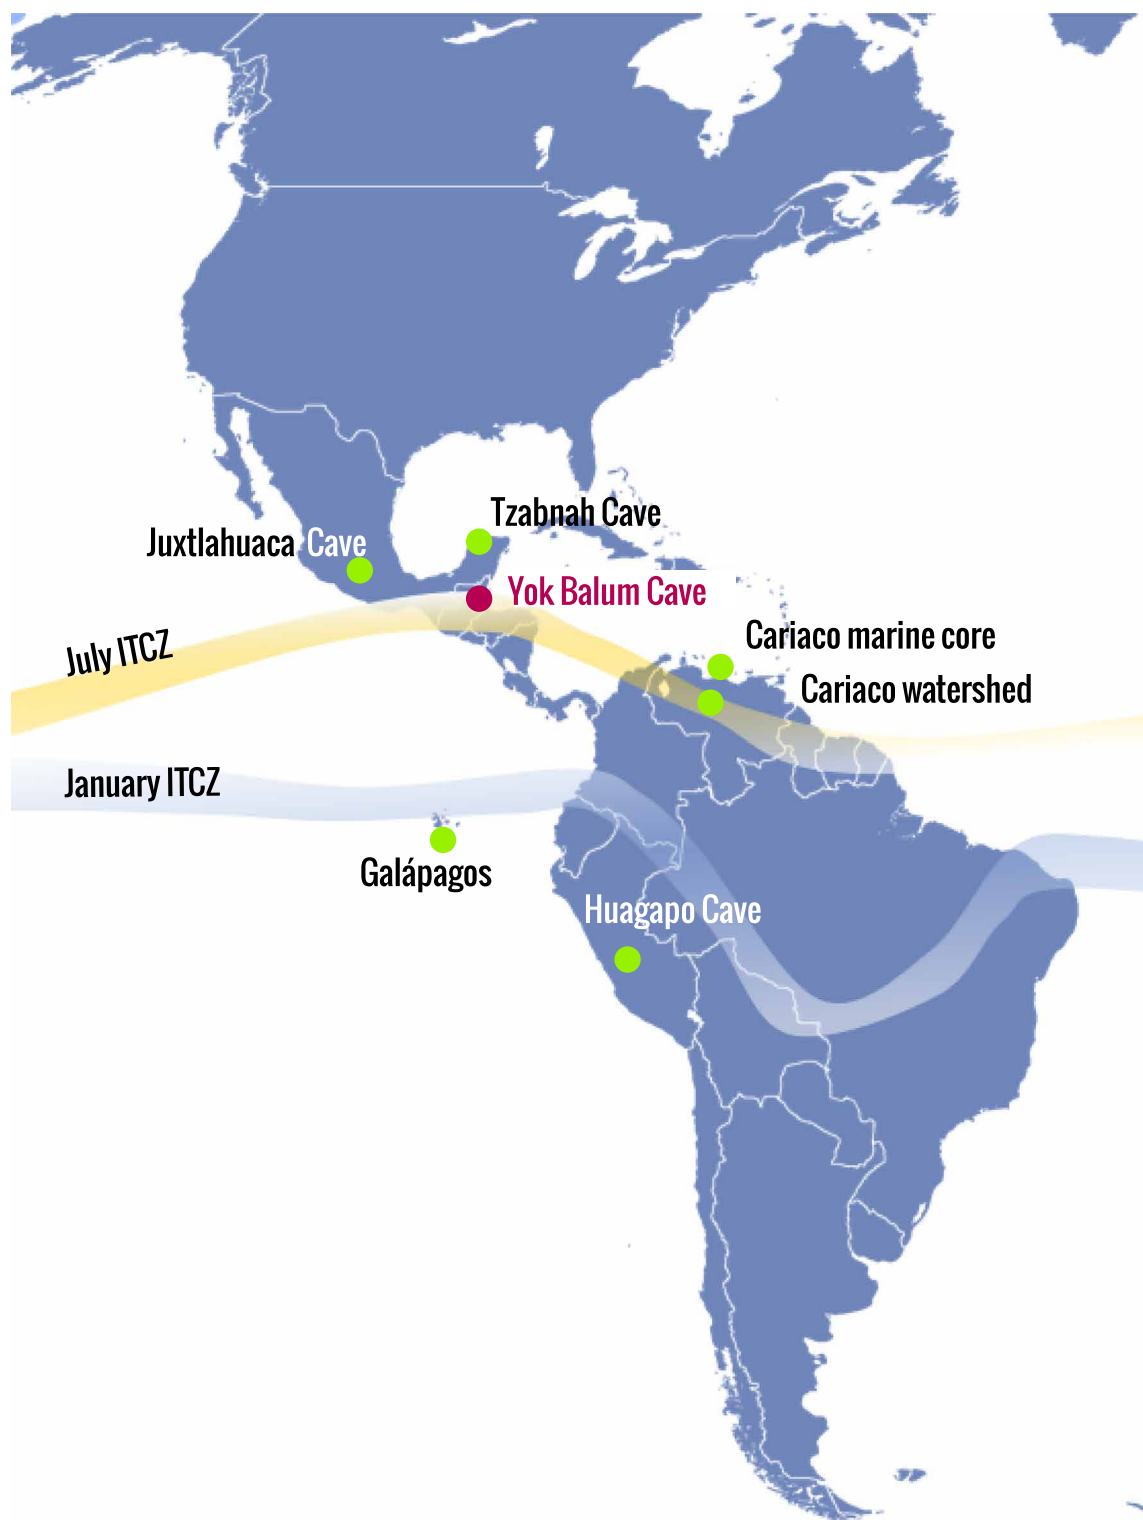 Tzabnah Cave
Juxtlahuaca Cave
Yok Balum Cave
Cariaco marine core
July ITCZ
Cariaco watershed
January ITCZ
Galápagos
Huagapo Cave